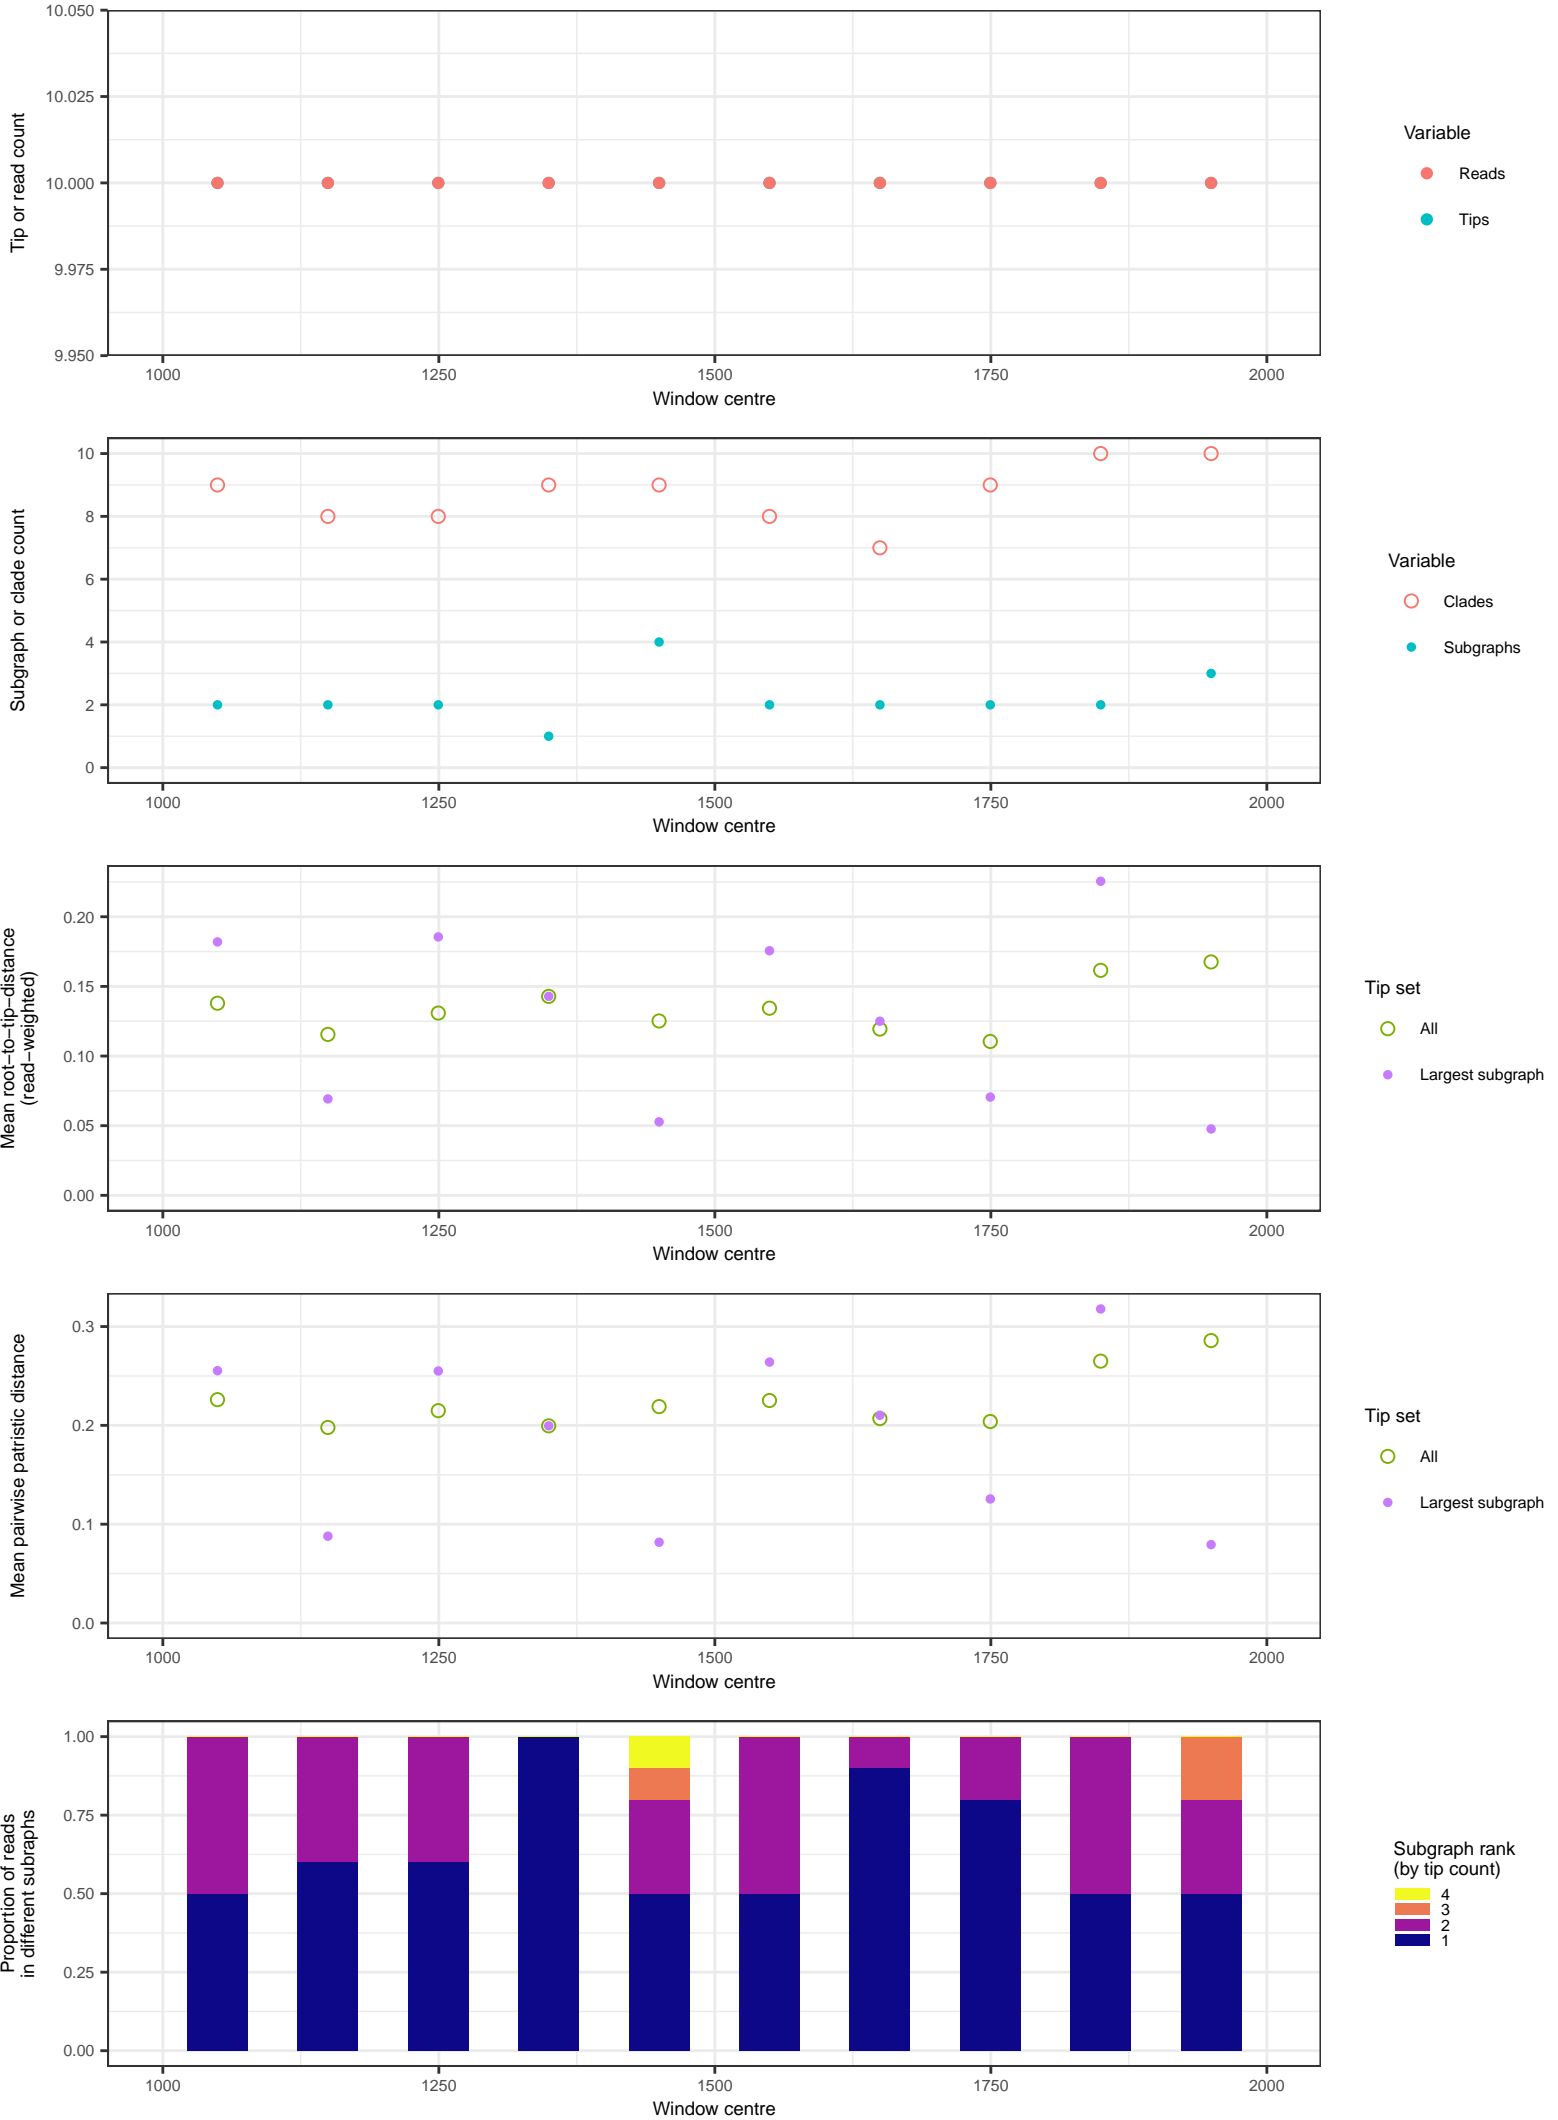 10.050
10.025
10.000
9.975
9.950
Tip or read count
1000 1250 1500 1750 2000
Window centre
Variable
Reads
Tips
10
8
6
4
2
0
Subgraph or clade count
1000 1250 1500 1750 2000
Window centre
Variable
Clades
Subgraphs
0.20
0.15
0.10
0.05
0.00
Mean root−to−tip−distance
(read−weighted)
1000 1250 1500 1750 2000
Window centre
Tip set
All
Largest subgraph
0.3
0.2
0.1
0.0
Mean pairwise patristic distance
1000 1250 1500 1750 2000
Window centre
Tip set
All
Largest subgraph
1.00
0.75
0.50
0.25
0.00
Proportion of reads
in different subraphs
1000 1250 1500 1750 2000
Window centre
Subgraph rank
(by tip count)
4
3
2
1